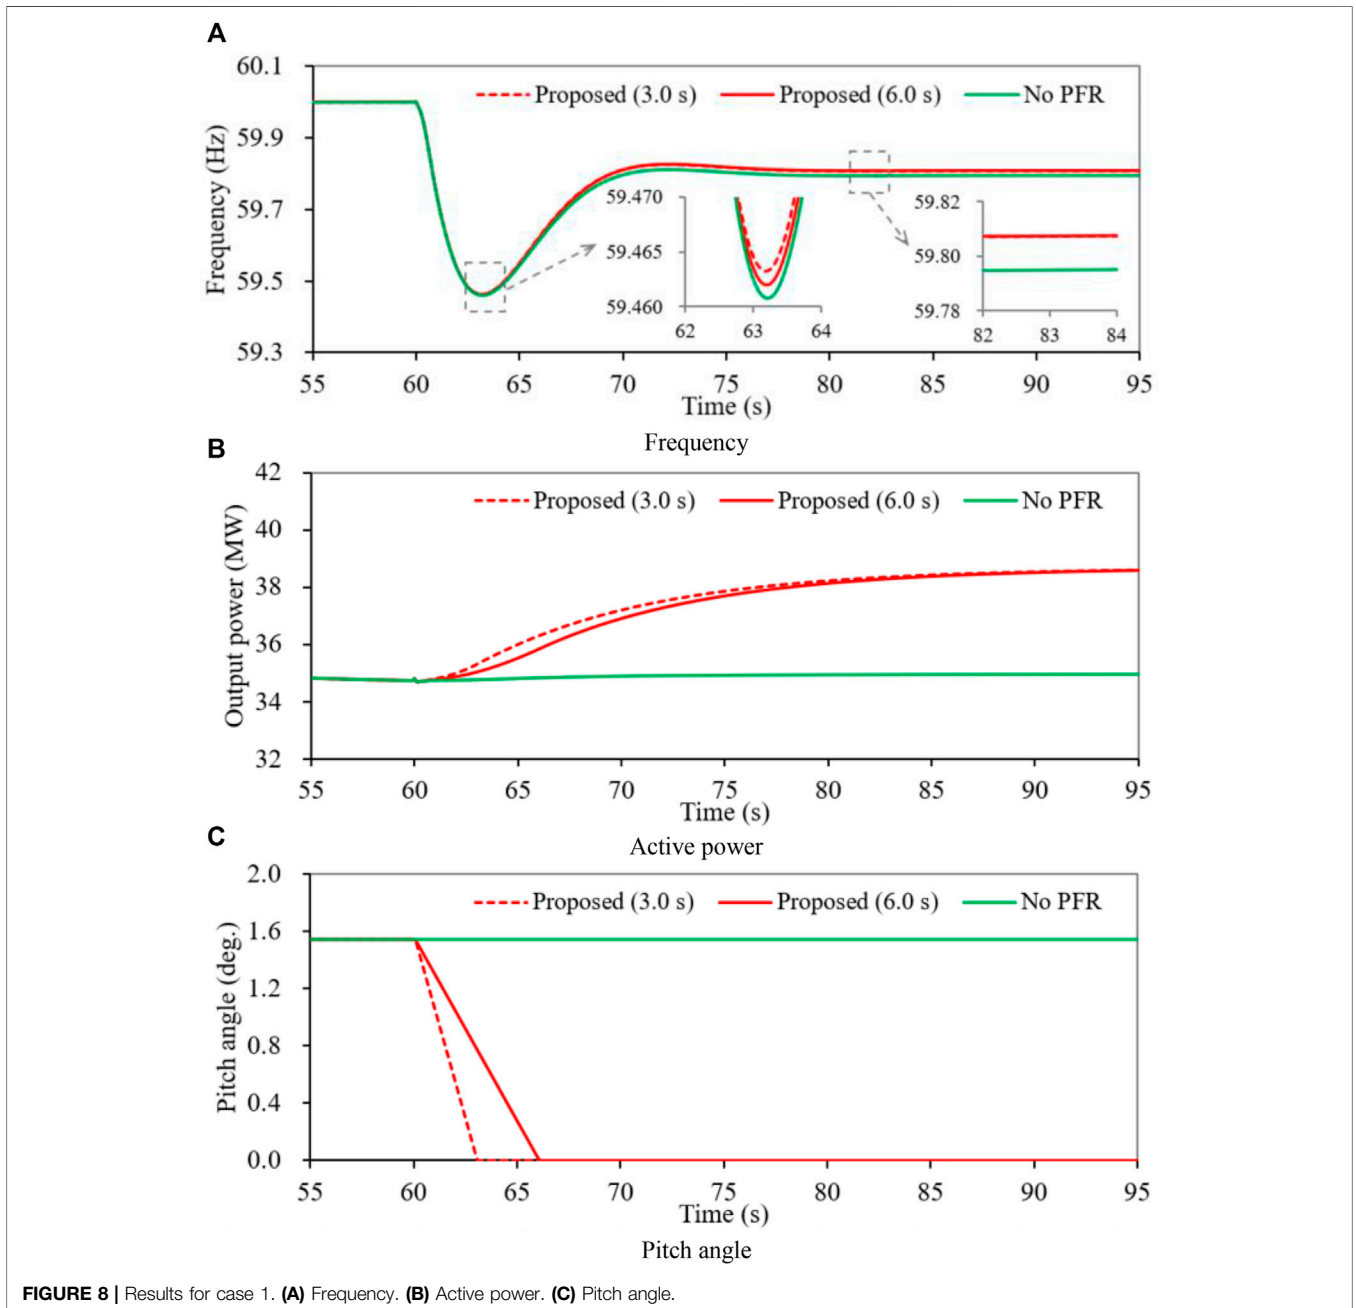 A
60.1
Proposed (3.0 s) Proposed (6.0 s) No PFR
59.9
59.7
59.5
59.3
Frequency (Hz)
59.470
59.465
59.460
62 63 64
59.82
59.80
59.78
82 83 84
55 60 65 70 75 80 85 90 95
Time (s)
Frequency
B
42
Proposed (3.0 s) Proposed (6.0 s) No PFR
40
38
36
34
32
Output power (MW)
55 60 65 70 75 80 85 90 95
Time (s)
Active power
C
2.0
Proposed (3.0 s) Proposed (6.0 s) No PFR
1.6
1.2
0.8
0.4
0.0
Pitch angle (deg.)
55 60 65 70 75 80 85 90 95
Time (s)
Pitch angle
FIGURE 8 | Results for case 1. (A) Frequency. (B) Active power. (C) Pitch angle.